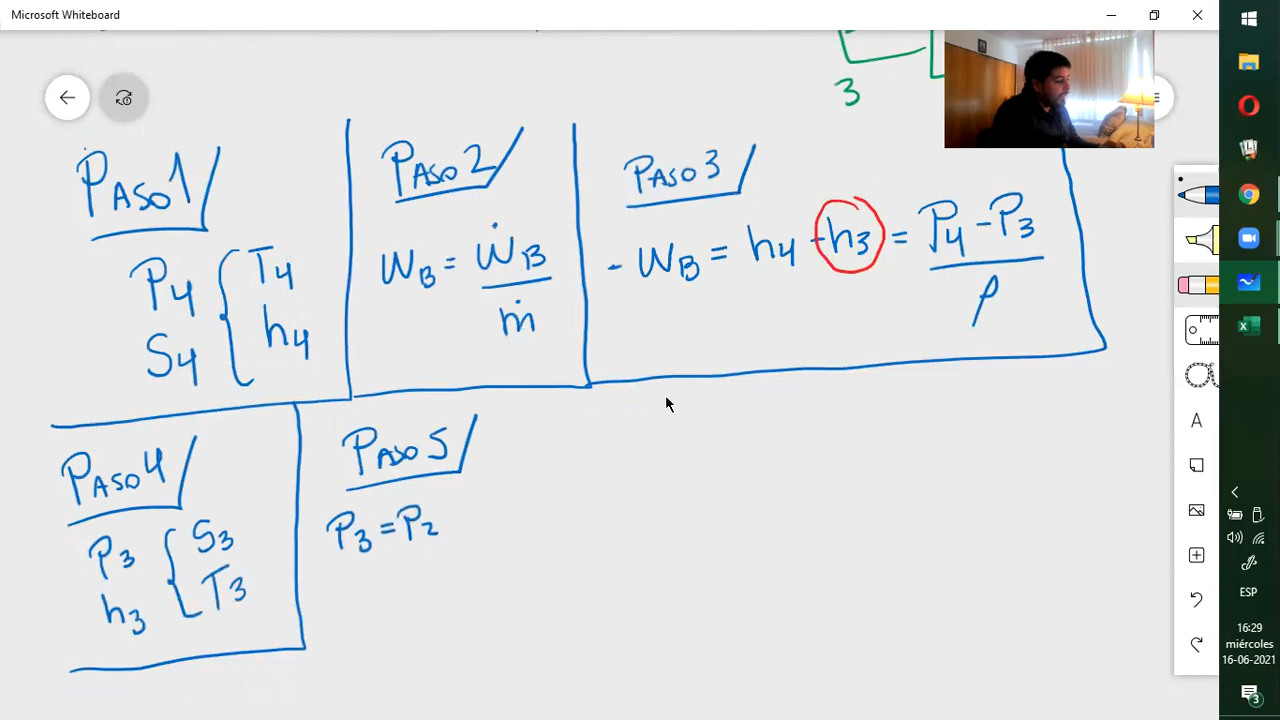 Microsoft Whiteboard
3
PASO 1/
P4 { T4
S4 { h4
PASO 2/
WB = ẇB / ṁ
PASO 3/
- WB = h4 - h3 = P4 - P3 / ρ
PASO 4/
P3 { S3
h3 { T3
PASO 5/
P3 = P2
A
ESP
16:29
miércoles
16-06-2021
3